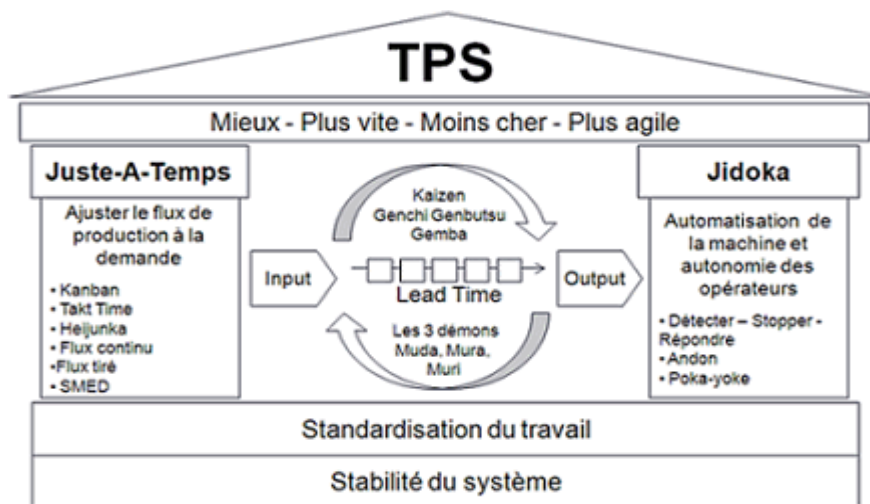 TPS
Mieux - Plus vite - Moins cher - Plus agile
Juste-A-Temps
Ajuster le flux de
production à la
demande
• Kanban
• Takt Time
• Heijunka
• Flux continu
•Flux tiré
• SMED
Input
Kaizen
Genchi Genbutsu
Gemba
Lead Time
Les 3 démons
Muda, Mura,
Muri
Output
Jidoka
Automatisation de
la machine et
autonomie des
opérateurs
• Détecter – Stopper -
Répondre
• Andon
• Poka-yoke
Standardisation du travail
Stabilité du système